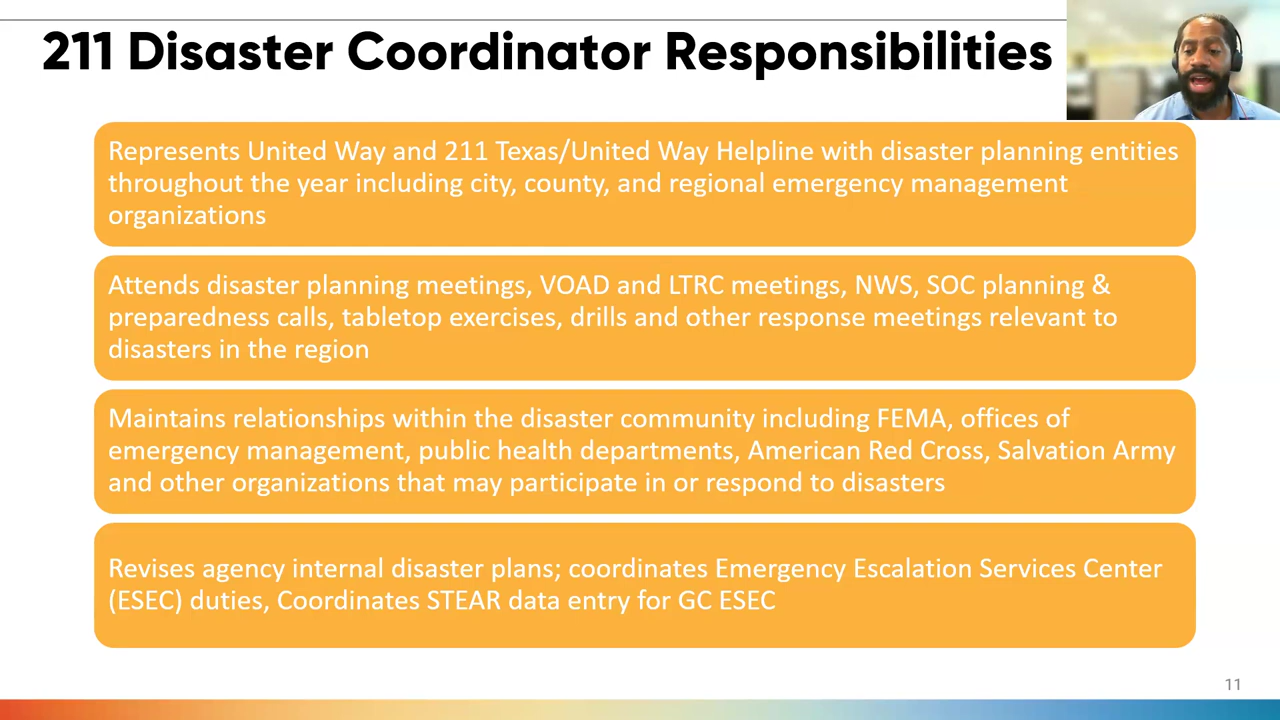 211 Disaster Coordinator Responsibilities
Represents United Way and 211 Texas/United Way Helpline with disaster planning entities
throughout the year including city, county, and regional emergency management
organizations
Attends disaster planning meetings, VOAD and LTRC meetings, NWS, SOC planning &
preparedness calls, tabletop exercises, drills and other response meetings relevant to
disasters in the region
Maintains relationships within the disaster community including FEMA, offices of
emergency management, public health departments, American Red Cross, Salvation Army
and other organizations that may participate in or respond to disasters
Revises agency internal disaster plans; coordinates Emergency Escalation Services Center
(ESEC) duties, Coordinates STEAR data entry for GC ESEC
11